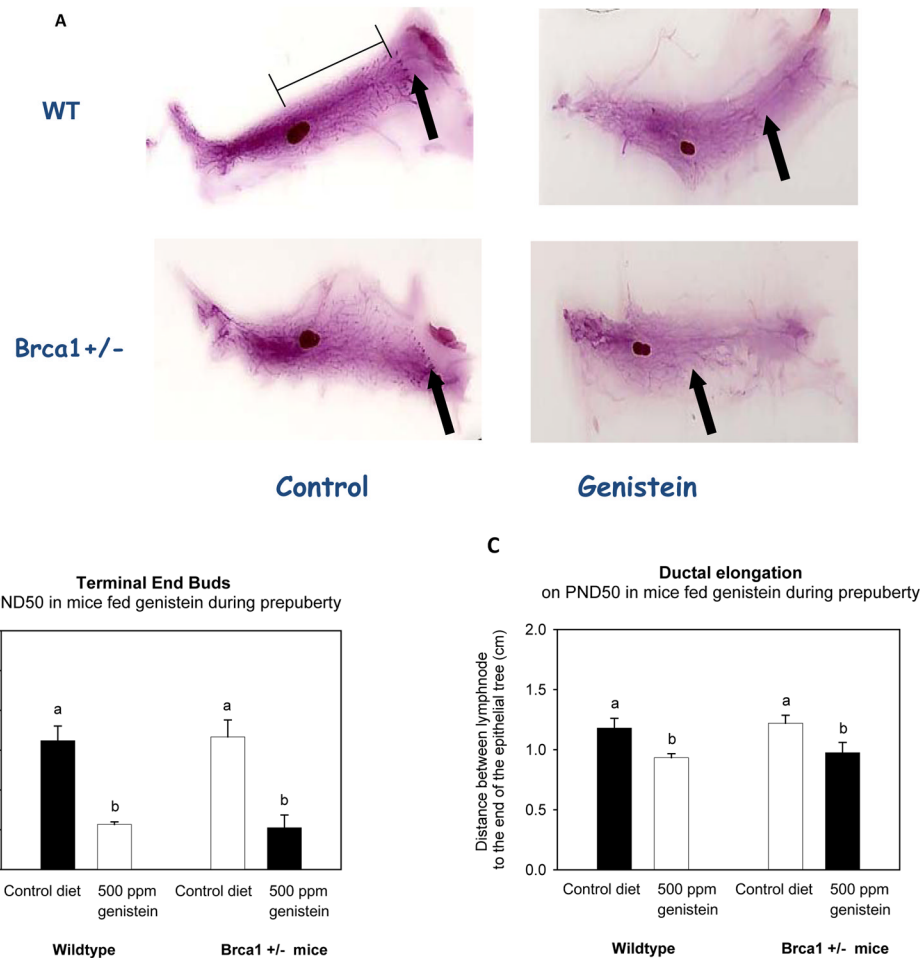 A
WT
Brca1+/-
Control
Genistein
Terminal End Buds
ND50 in mice fed genistein during prepuberty
a
b
a
b
Control diet
500 ppm
genistein
Control diet
500 ppm
genistein
Wildtype
Brca1 +/- mice
C
Ductal elongation
on PND50 in mice fed genistein during prepuberty
Distance between lymphnode
to the end of the epithelial tree (cm)
2.0
1.5
1.0
0.5
0.0
a
b
a
b
Control diet
500 ppm
genistein
Control diet
500 ppm
genistein
Wildtype
Brca1 +/- mice